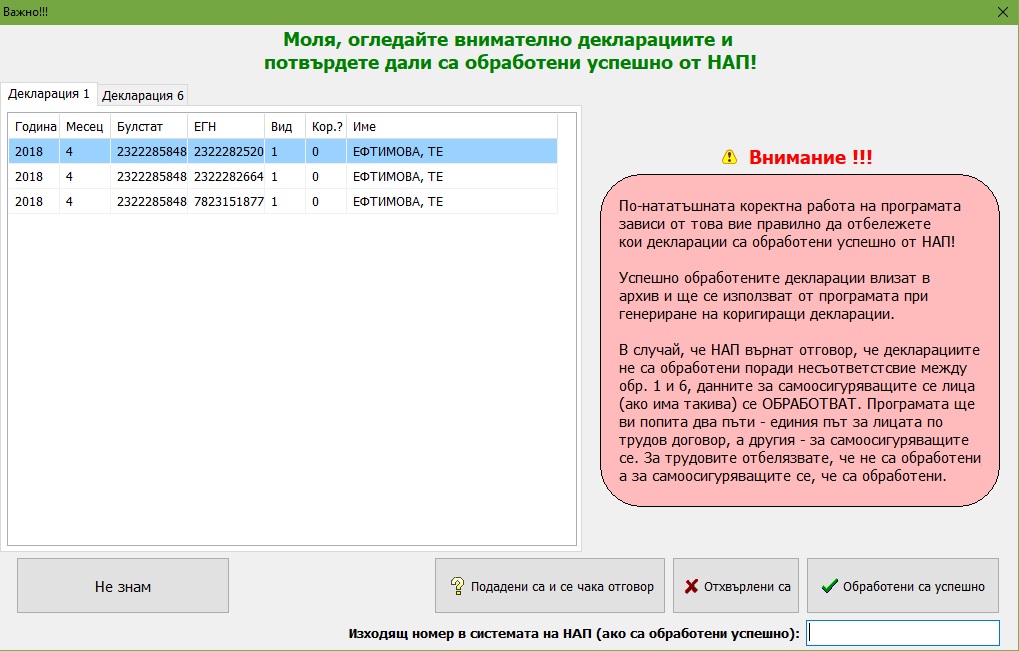 Важно!!!
Моля, огледайте внимателно декларациите и
потвърдете дали са обработени успешно от НАП!
Декларация 1 Декларация 6
Година Месец Булстат ЕГН Вид Кор.? Име
2018 4 2322285848 2322282520 1 0 ЕФТИМОВА, ТЕ
2018 4 2322285848 2322282664 1 0 ЕФТИМОВА, ТЕ
2018 4 2322285848 7823151877 1 0 ЕФТИМОВА, ТЕ
Внимание !!!
По-нататъшната коректна работа на програмата
зависи от това вие правилно да отбележете
кои декларации са обработени успешно от НАП!
Успешно обработените декларации влизат в
архив и ще се използват от програмата при
генериране на коригиращи декларации.
В случай, че НАП върнат отговор, че декларациите
не са обработени поради несъответстсвие между
обр. 1 и 6, данните за самоосигуряващите се лица
(ако има такива) се ОБРАБОТВАТ. Програмата ще
ви попита два пъти - единия път за лицата по
трудов договор, а другия - за самоосигуряващите
се. За трудовите отбелязвате, че не са обработени
а за самоосигуряващите се, че са обработени.
Не знам
Подадени са и се чака отговор
Отхвърлени са
Обработени са успешно
Изходящ номер в системата на НАП (ако са обработени успешно):